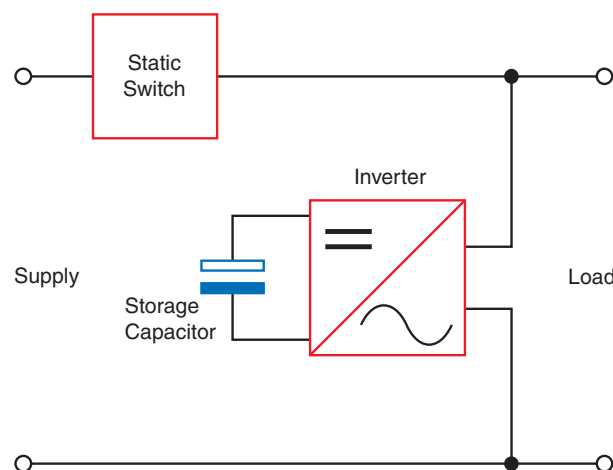 Static
Switch
Inverter
Supply
Load
Storage
Capacitor